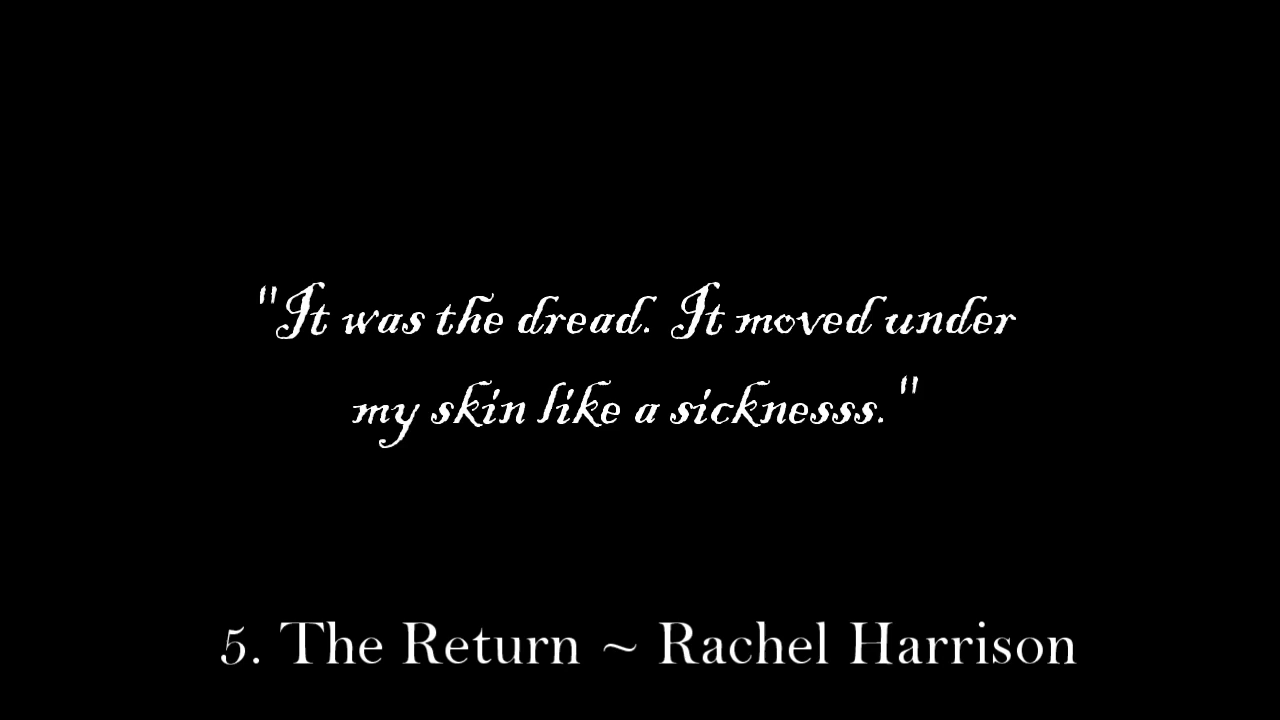 "It was the dread. It moved under
my skin like a sicknesss."
5. The Return ~ Rachel Harrison